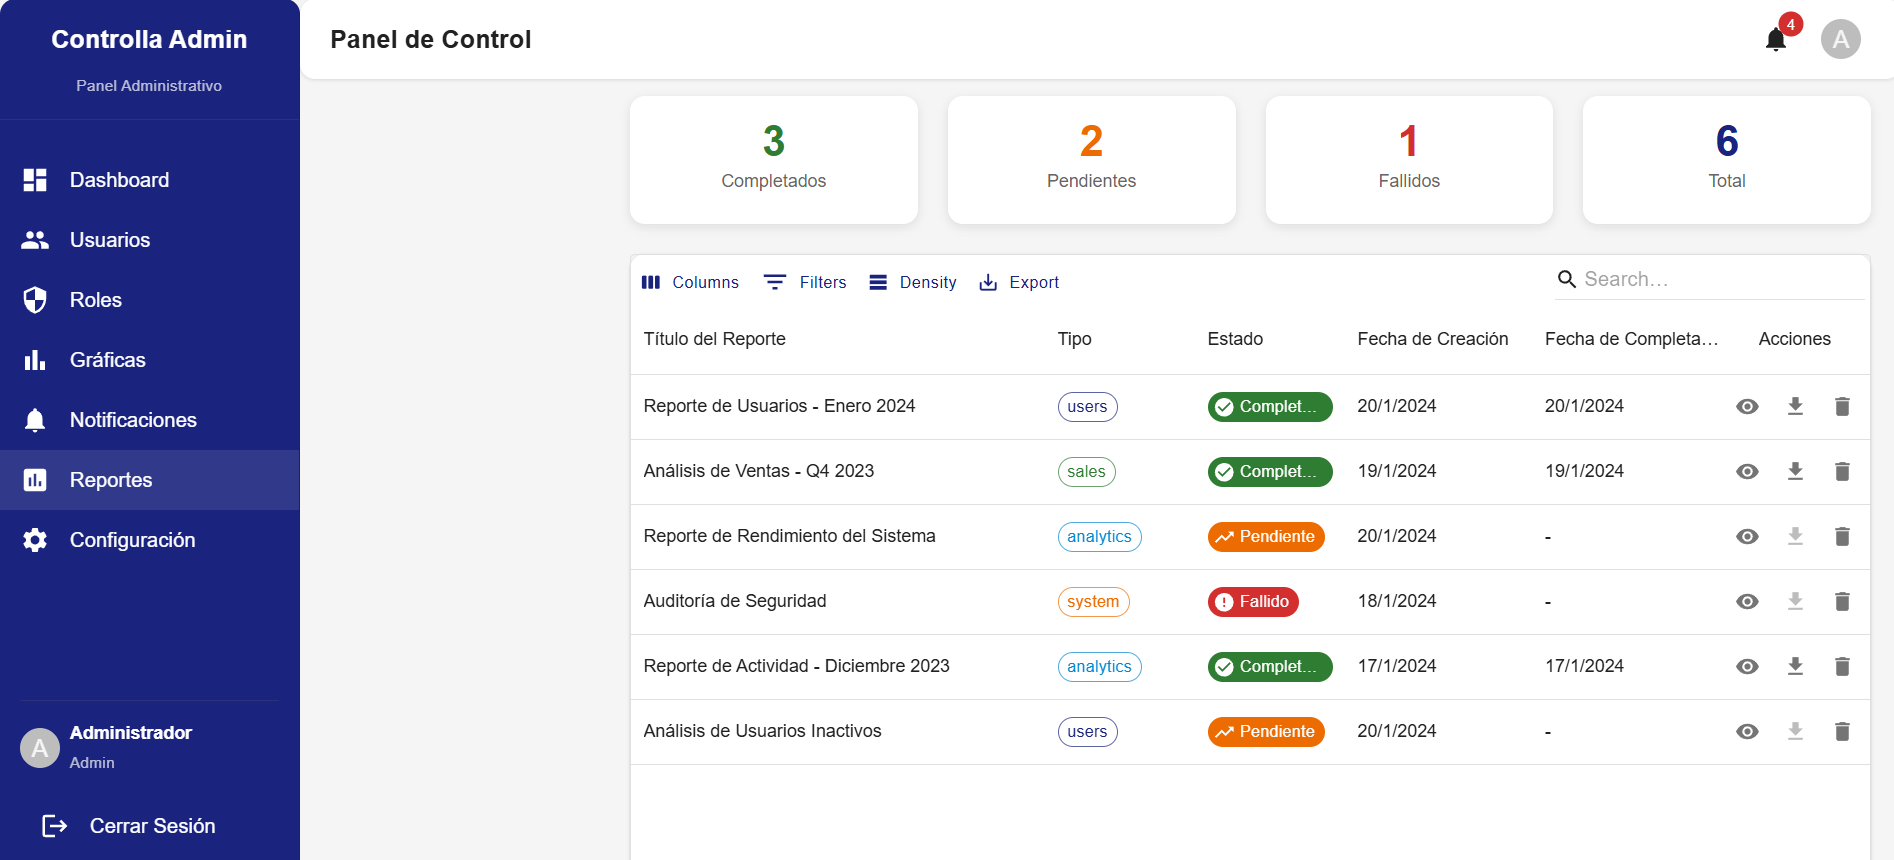 Controlla Admin
Panel Administrativo
Dashboard
Usuarios
Roles
Gráficas
Notificaciones
Reportes
Configuración
A
Administrador
Admin
Cerrar Sesión
Panel de Control
4
A
3
Completados
2
Pendientes
1
Fallidos
6
Total
Columns Filters Density Export Search…
Título del Reporte Tipo Estado Fecha de Creación Fecha de Completa… Acciones
Reporte de Usuarios - Enero 2024 users Complet… 20/1/2024 20/1/2024
Análisis de Ventas - Q4 2023 sales Complet… 19/1/2024 19/1/2024
Reporte de Rendimiento del Sistema analytics Pendiente 20/1/2024 -
Auditoría de Seguridad system Fallido 18/1/2024 -
Reporte de Actividad - Diciembre 2023 analytics Complet… 17/1/2024 17/1/2024
Análisis de Usuarios Inactivos users Pendiente 20/1/2024 -